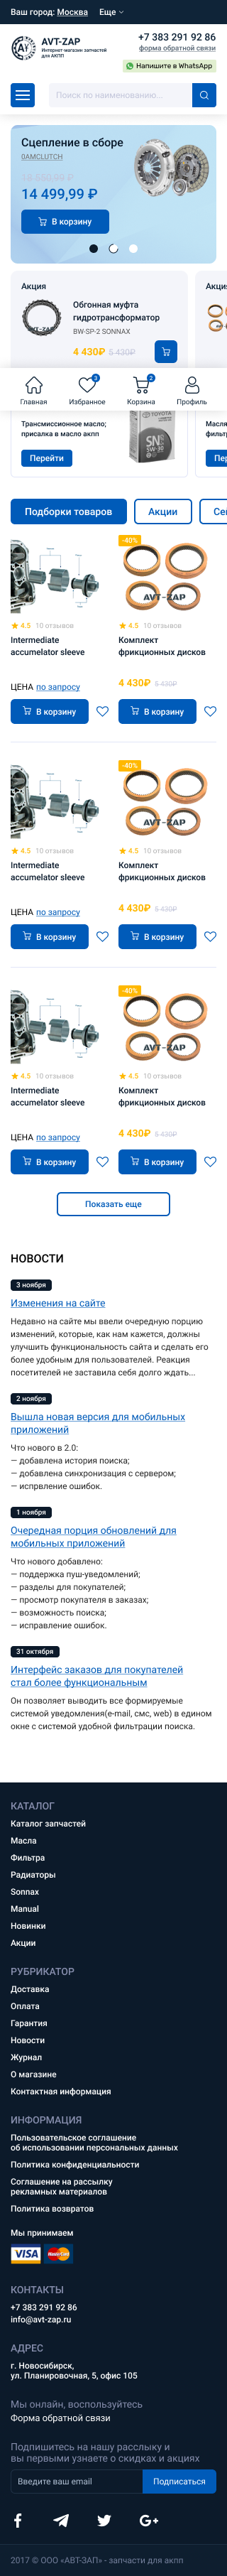 Ваш город: Москва Еще
AVT-ZAP
Интернет-магазин запчастей
для АКПП
+7 383 291 92 86
форма обратной связи
Напишите в WhatsApp
Поиск по наименованию...
Сцепление в сборе
0AMCLUTCH
14 499,99 ₽
В корзину
Акция
Обгонная муфта
гидротрансформатор
BW-SP-2 SONNAX
4 430₽ 5 430₽
AVT-ZAP
Акция
Главная
3
Избранное
2
Корзина
Профиль
Трансмиссионное масло;
присалка в масло акпп
Перейти
TOYOTA
SN
5W-30
Масля
фильт
Пер
Подборки товаров
Акции
Се
4.5 10 отзывов
Intermediate
accumelator sleeve
ЦЕНА по запросу
В корзину
-40%
AVT-ZAP
4.5 10 отзывов
Комплект
фрикционных дисков
4 430₽ 5 430₽
В корзину
4.5 10 отзывов
Intermediate
accumelator sleeve
ЦЕНА по запросу
В корзину
-40%
AVT-ZAP
4.5 10 отзывов
Комплект
фрикционных дисков
4 430₽ 5 430₽
В корзину
4.5 10 отзывов
Intermediate
accumelator sleeve
ЦЕНА по запросу
В корзину
-40%
AVT-ZAP
4.5 10 отзывов
Комплект
фрикционных дисков
4 430₽ 5 430₽
В корзину
Показать еще
НОВОСТИ
3 ноября
Изменения на сайте
Недавно на сайте мы ввели очередную порцию
изменений, которые, как нам кажется, должны
улучшить функциональность сайта и сделать его
более удобным для пользователей. Реакция
посетителей не заставила себя долго ждать...
2 ноября
Вышла новая версия для мобильных
приложений
Что нового в 2.0:
— добавлена история поиска;
— добавлена синхронизация с сервером;
— испрвление ошибок.
1 ноября
Очередная порция обновлений для
мобильных приложений
Что нового добавлено:
— поддержка пуш-уведомлений;
— разделы для покупателей;
— просмотр покупателя в заказах;
— возможность поиска;
— исправление ошибок.
31 октября
Интерфейс заказов для покупателей
стал более функциональным
Он позволяет выводить все формируемые
системой уведомления(e-mail, смс, web) в едином
окне с системой удобной фильтрации поиска.
КАТАЛОГ
Каталог запчастей
Масла
Фильтра
Радиаторы
Sonnax
Manual
Новинки
Акции
РУБРИКАТОР
Доставка
Оплата
Гарантия
Новости
Журнал
О магазине
Контактная информация
ИНФОРМАЦИЯ
Пользовательское соглашение
об использовании персональных данных
Политика конфиденциальности
Соглашение на рассылку
рекламных материалов
Политика возвратов
Мы принимаем
VISA MasterCard
КОНТАКТЫ
+7 383 291 92 86
info@avt-zap.ru
АДРЕС
г. Новосибирск,
ул. Планировочная, 5, офис 105
Мы онлайн, воспользуйтесь
Форма обратной связи
Подпишитесь на нашу рассылку и
вы первыми узнаете о скидках и акциях
Введите ваш email
Подписаться
2017 © ООО «АВТ-ЗАП» - запчасти для акпп